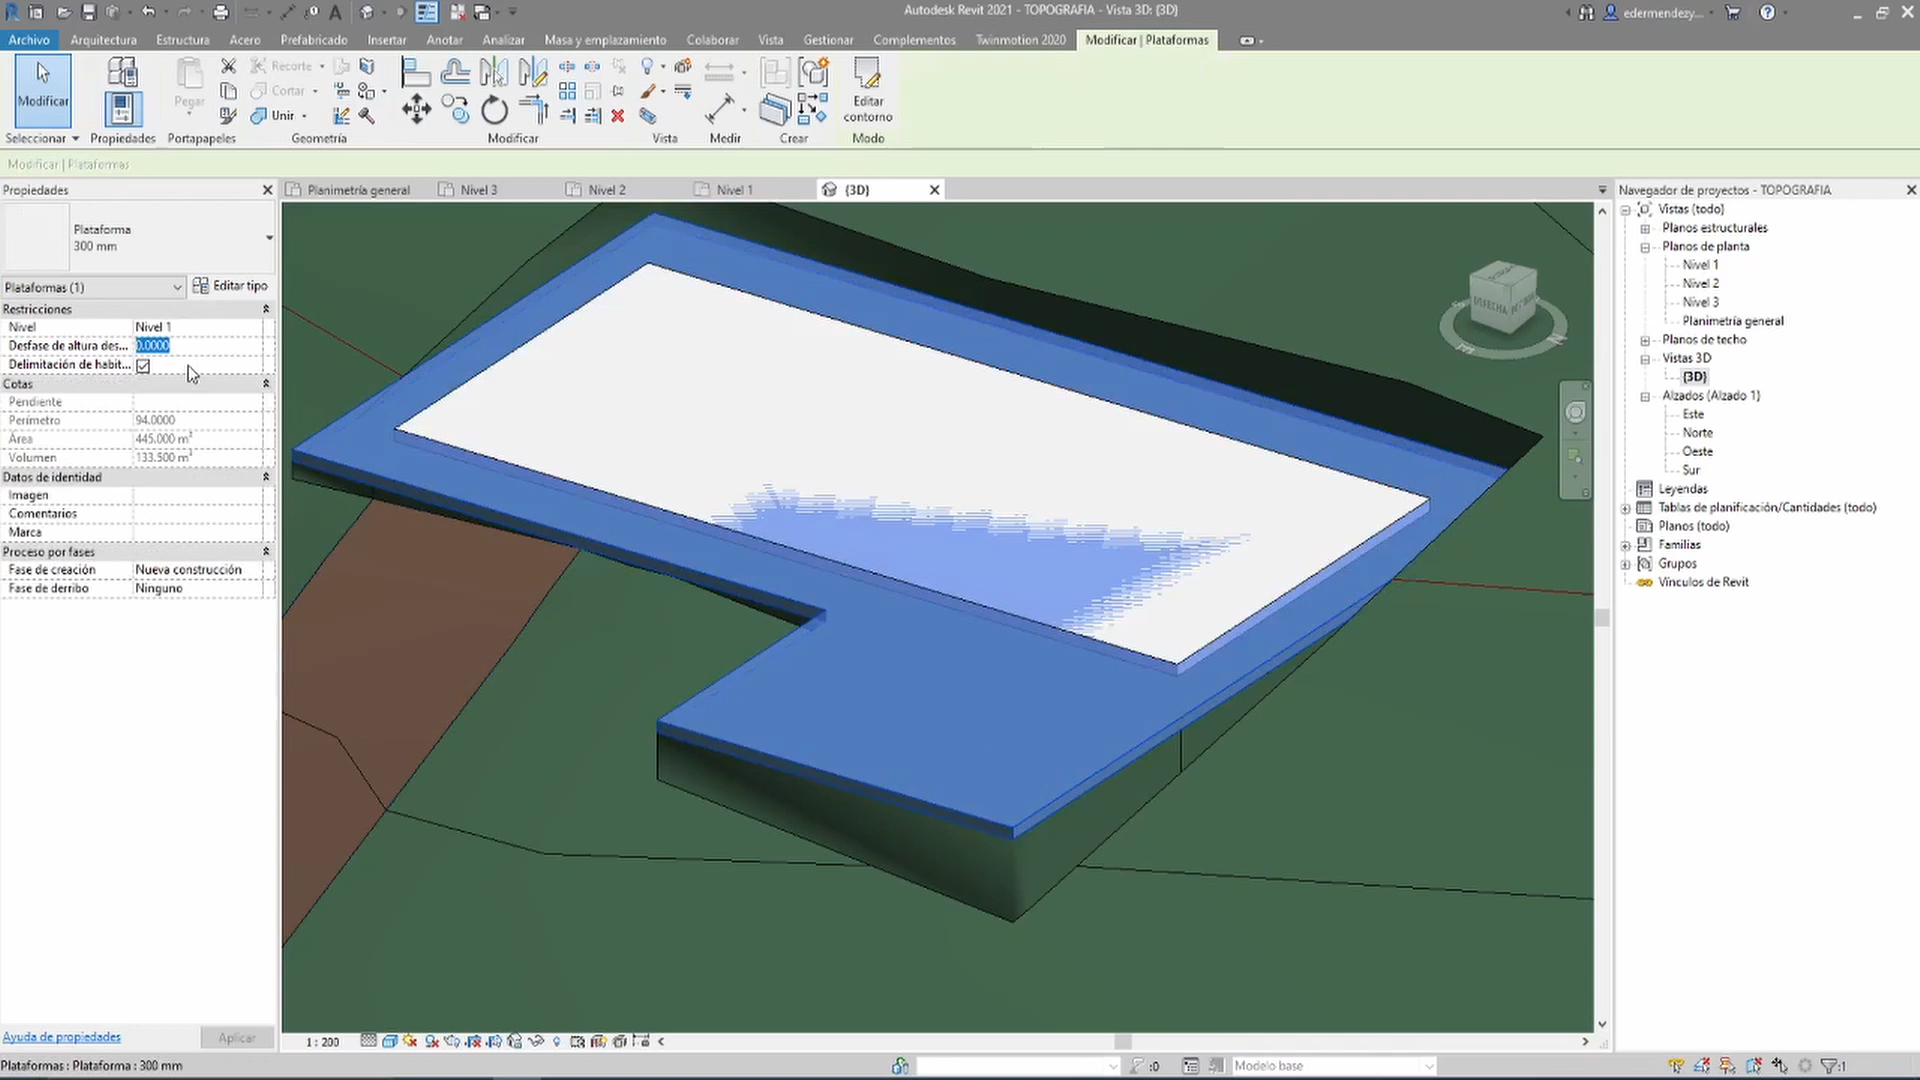 Autodesk Revit 2021 - TOPOGRAFIA - Vista 3D: {3D}
edermendezy...
Archivo
Arquitectura
Estructura
Acero
Prefabricado
Insertar
Anotar
Analizar
Masa y emplazamiento
Colaborar
Vista
Gestionar
Complementos
Twinmotion 2020
Modificar | Plataformas
Modificar
Pegar
Recorte
Cortar
Unir
Editar
contorno
Seleccionar
Propiedades
Portapapeles
Geometría
Modificar
Vista
Medir
Crear
Modo
Modificar | Plataformas
Propiedades
Plataforma
300 mm
Plataformas (1)
Editar tipo
Restricciones
Nivel
Nivel 1
Desfase de altura des...
0.0000
Delimitación de habit...
Cotas
Pendiente
Perímetro
94.0000
Área
445.000 m²
Volumen
133.500 m³
Datos de identidad
Imagen
Comentarios
Marca
Proceso por fases
Fase de creación
Nueva construcción
Fase de derribo
Ninguno
Ayuda de propiedades
Aplicar
Planimetría general
Nivel 3
Nivel 2
Nivel 1
{3D}
DERECHA
1 : 200
Navegador de proyectos - TOPOGRAFIA
Vistas (todo)
Planos estructurales
Planos de planta
Nivel 1
Nivel 2
Nivel 3
Planimetría general
Planos de techo
Vistas 3D
{3D}
Alzados (Alzado 1)
Este
Norte
Oeste
Sur
Leyendas
Tablas de planificación/Cantidades (todo)
Planos (todo)
Familias
Grupos
Vínculos de Revit
Plataformas : Plataforma : 300 mm
:0
Modelo base
:1